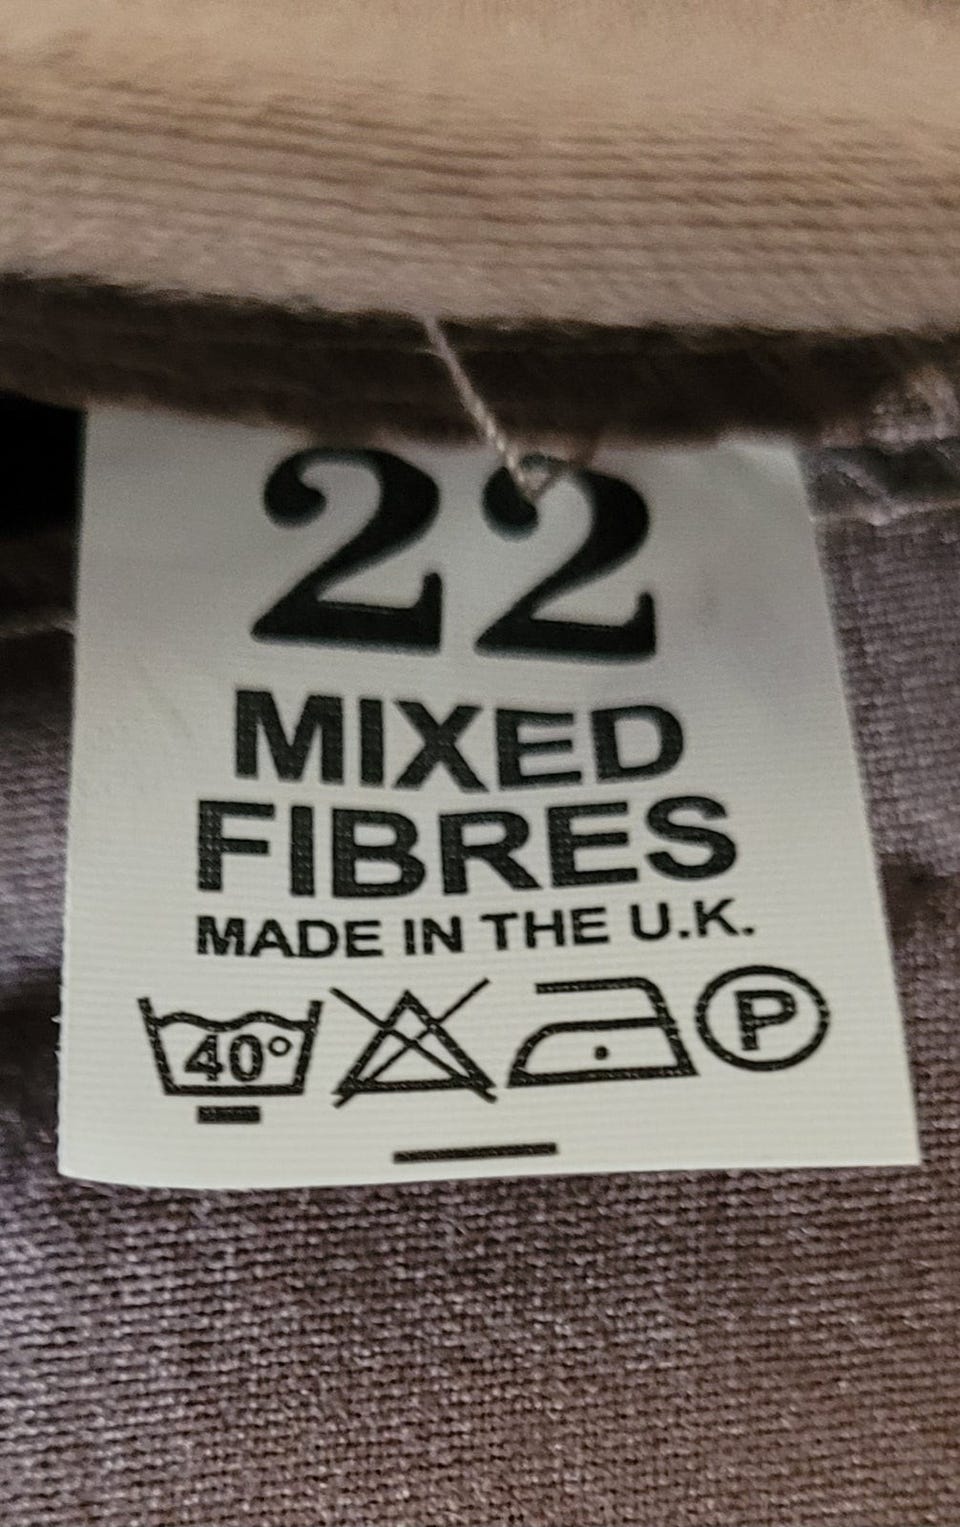 22
MIXED
FIBRES
MADE IN THE U.K.
40° P